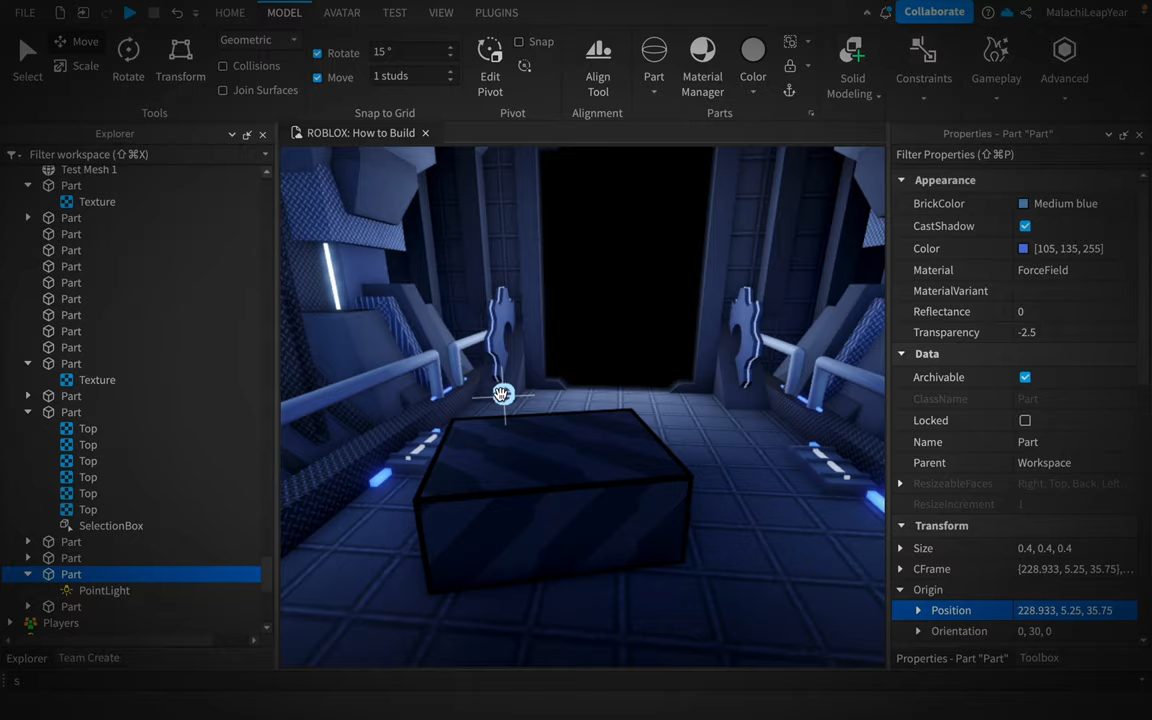 FILE HOME MODEL AVATAR TEST VIEW PLUGINS Collaborate MalachiLeapYear
Select
Move
Scale
Rotate
Transform
Geometric
Collisions
Join Surfaces
Tools
Rotate 15 °
Move 1 studs
Snap to Grid
Edit
Pivot
Snap
Pivot
Align
Tool
Alignment
Part
Material
Manager
Color
Parts
Solid
Modeling
Constraints
Gameplay
Advanced
Explorer
Filter workspace (⇧⌘X)
Test Mesh 1
Part
Texture
Part
Part
Part
Part
Part
Part
Part
Part
Part
Part
Texture
Part
Part
Top
Top
Top
Top
Top
Top
SelectionBox
Part
Part
Part
PointLight
Part
Players
Explorer Team Create
s
ROBLOX: How to Build
Properties - Part "Part"
Filter Properties (⇧⌘P)
Appearance
BrickColor Medium blue
CastShadow
Color [105, 135, 255]
Material ForceField
MaterialVariant
Reflectance 0
Transparency -2.5
Data
Archivable
ClassName Part
Locked
Name Part
Parent Workspace
ResizeableFaces Right, Top, Back, Left...
ResizeIncrement 1
Transform
Size 0.4, 0.4, 0.4
CFrame {228.933, 5.25, 35.75},...
Origin
Position 228.933, 5.25, 35.75
Orientation 0, 30, 0
Properties - Part "Part" Toolbox